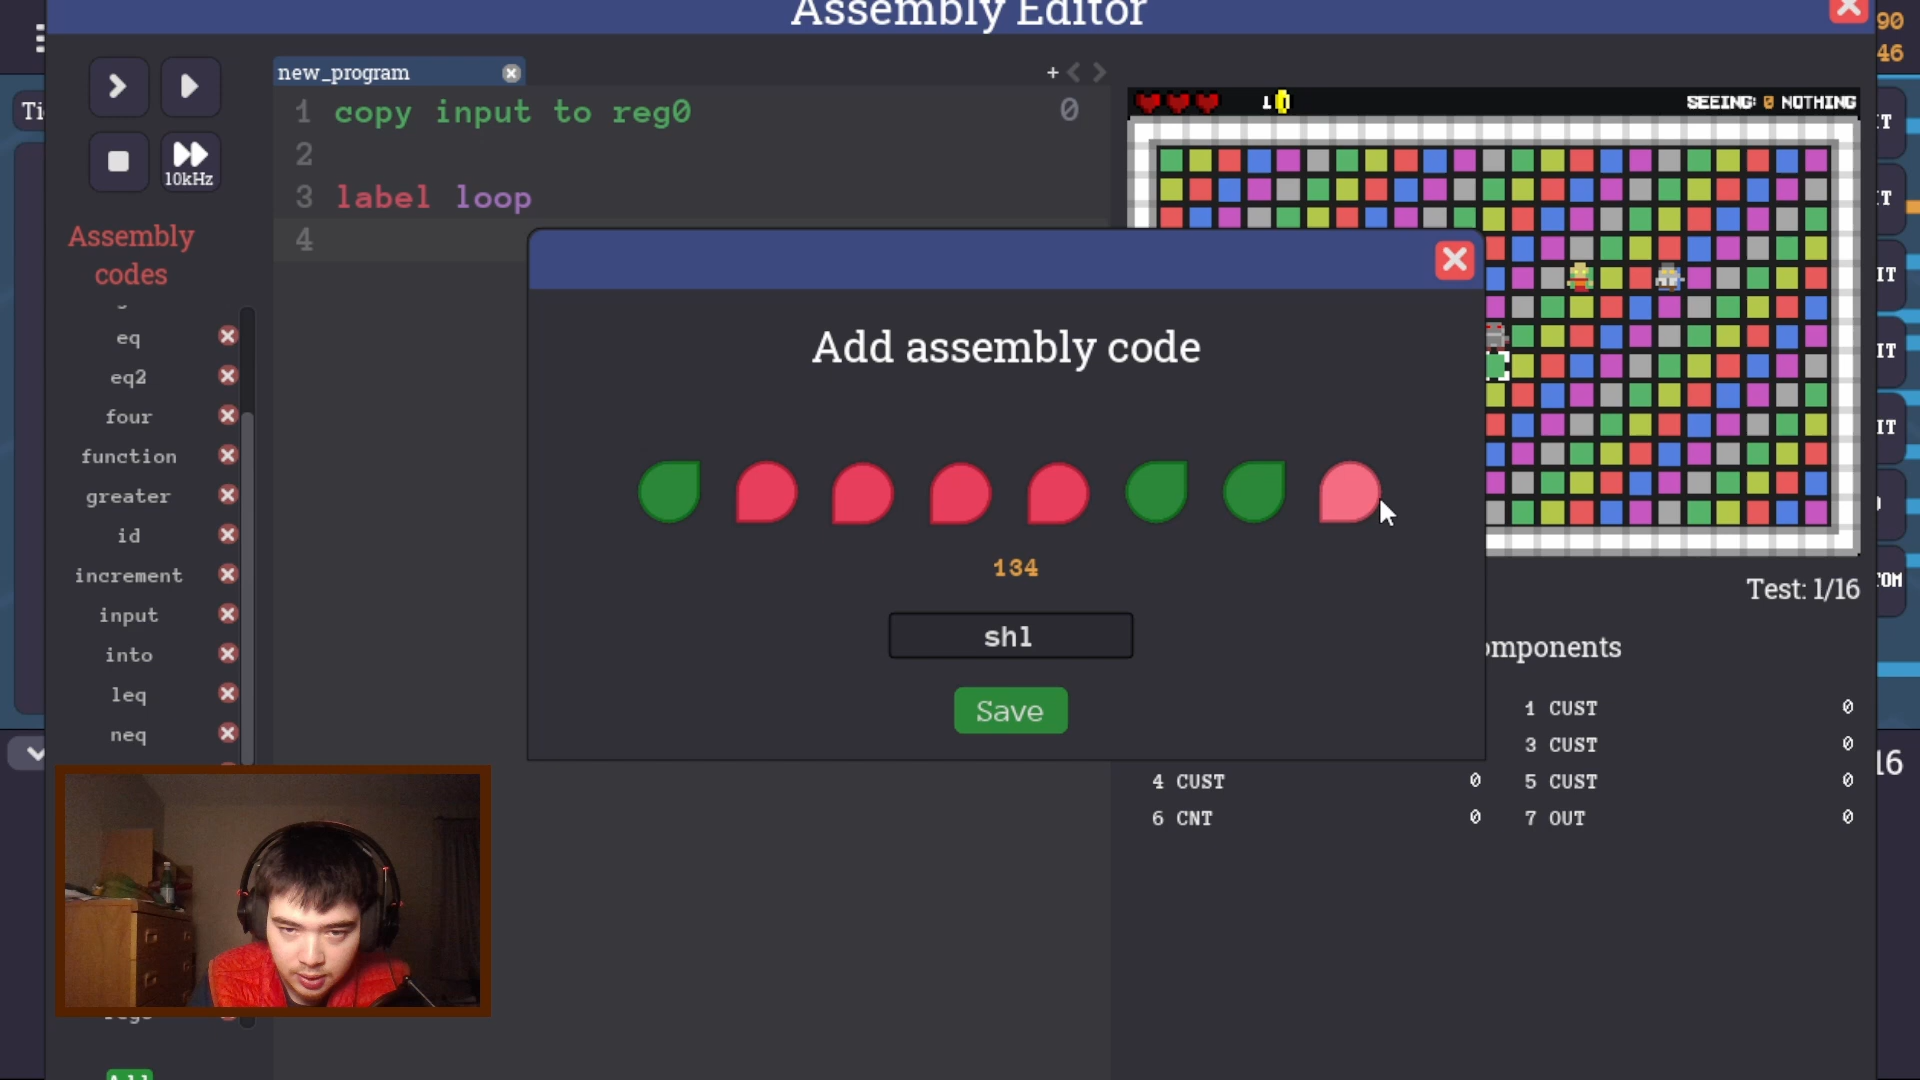 Assembly Editor
90
46
new_program
+
1 copy input to reg0 0
2
3 label loop
4
10kHz
Assembly
codes
eq
eq2
four
function
greater
id
increment
input
into
leq
neq
1
SEEING: 0 NOTHING
Add assembly code
134
shl
Save
Test: 1/16
1 CUST 0
3 CUST 0
4 CUST 0
5 CUST 0
6 CNT 0
7 OUT 0